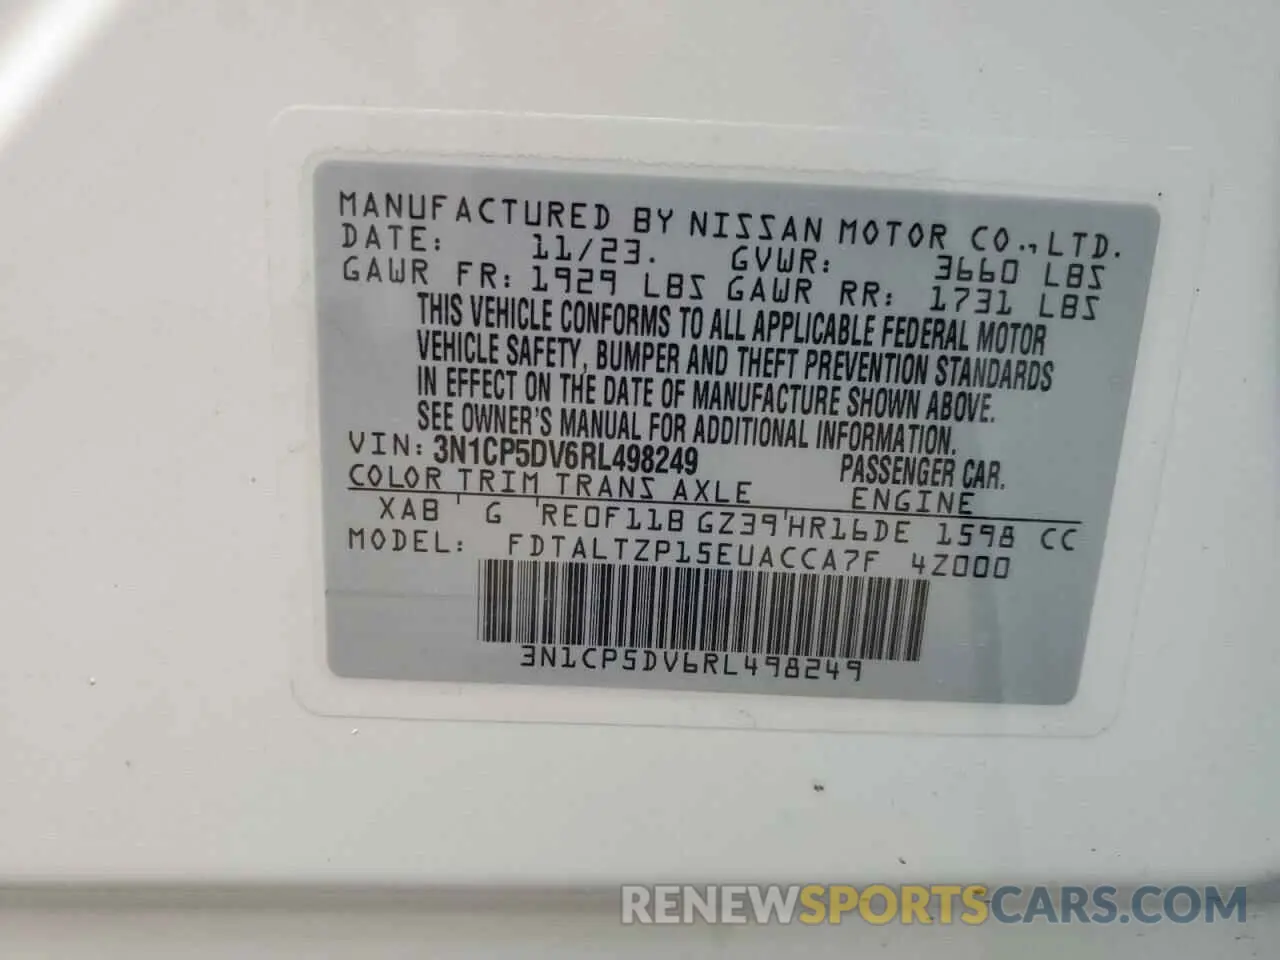 MANUFACTURED BY NISSAN MOTOR CO., LTD.
DATE: 11/23. GVWR: 3660 LBS
GAWR FR: 1929 LBS GAWR RR: 1731 LBS
THIS VEHICLE CONFORMS TO ALL APPLICABLE FEDERAL MOTOR
VEHICLE SAFETY, BUMPER AND THEFT PREVENTION STANDARDS
IN EFFECT ON THE DATE OF MANUFACTURE SHOWN ABOVE.
SEE OWNER'S MANUAL FOR ADDITIONAL INFORMATION.
VIN: 3N1CP5DV6RL498249 PASSENGER CAR.
COLOR TRIM TRANS AXLE ENGINE
XAB G RE0F11B GZ39 HR16DE 1598 CC
MODEL: FDTALTZP15EUACCA7F 4Z000
3N1CP5DV6RL498249
RENEWSPORTSCARS.COM